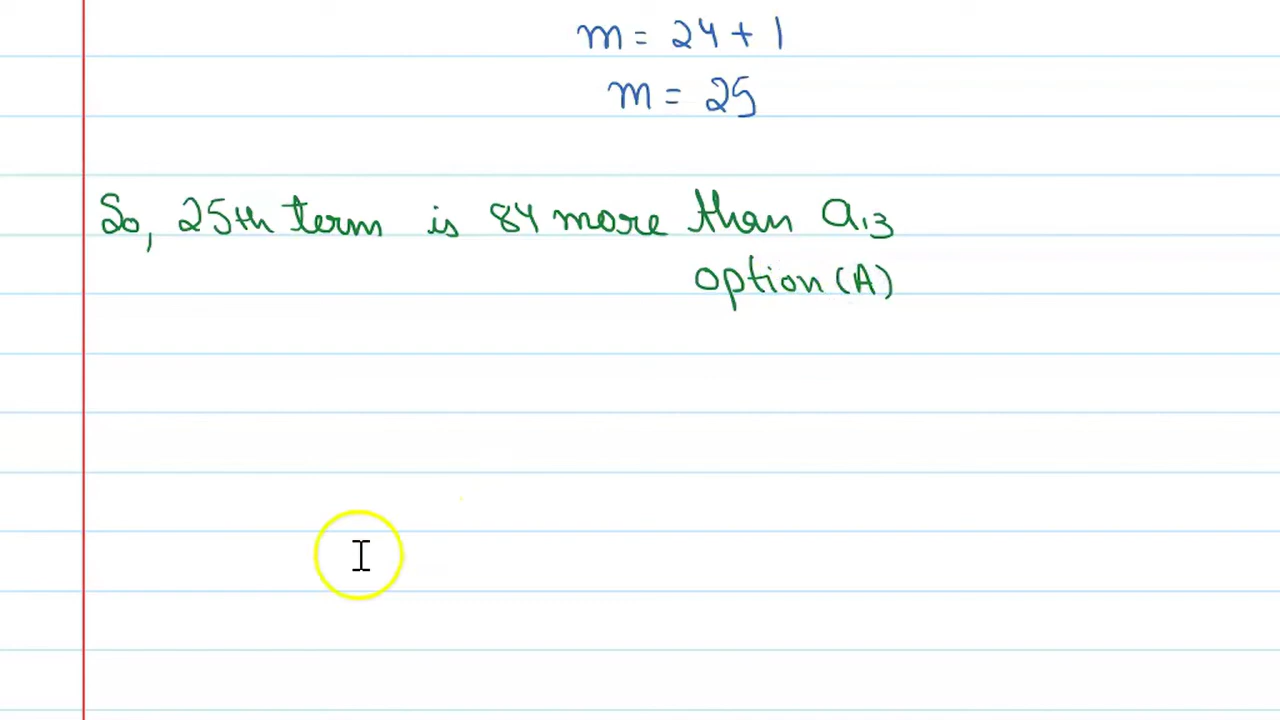 m = 24 + 1
m = 25
So, 25th term is 84 more than a₁₃
option (A)